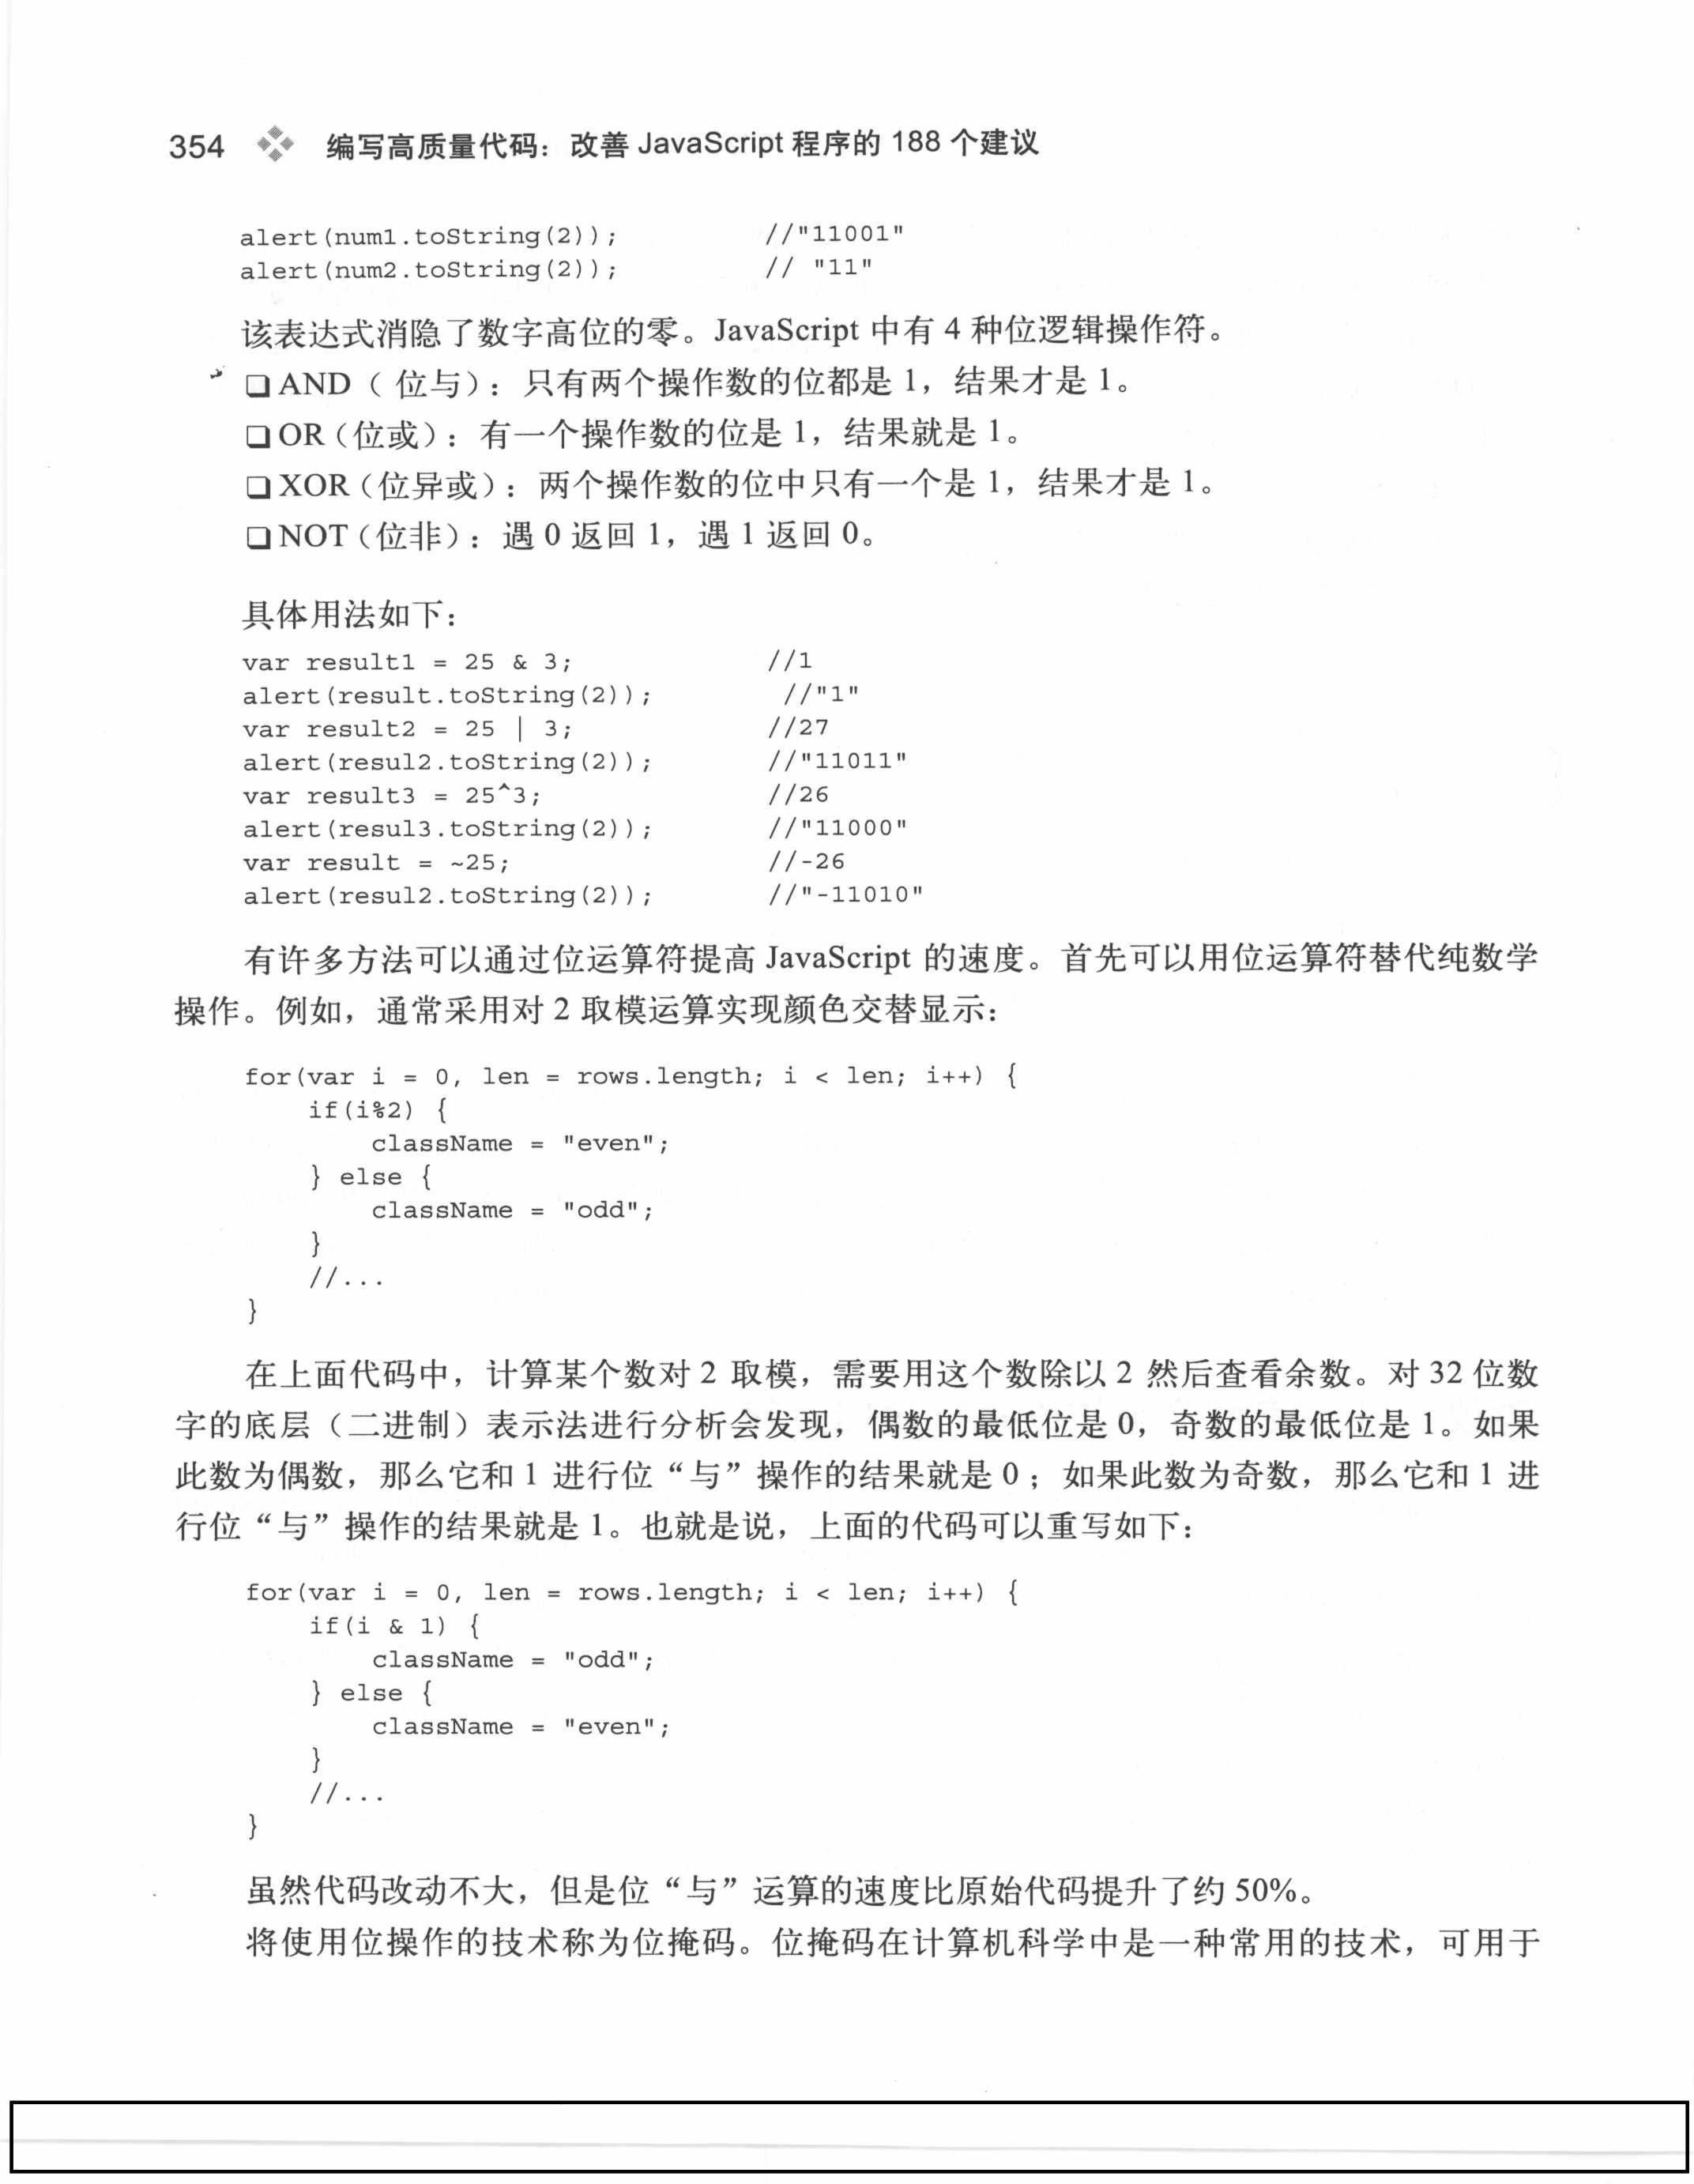 354 编写高质量代码：改善 JavaScript 程序的 188 个建议
alert(num1.toString(2)); //"11001"
alert(num2.toString(2)); // "11"
该表达式消隐了数字高位的零。JavaScript 中有 4 种位逻辑操作符。
❑ AND（ 位与）：只有两个操作数的位都是 1，结果才是 1。
❑ OR（位或）：有一个操作数的位是 1，结果就是 1。
❑ XOR（位异或）：两个操作数的位中只有一个是 1，结果才是 1。
❑ NOT（位非）：遇 0 返回 1，遇 1 返回 0。
具体用法如下：
var result1 = 25 & 3; //1
alert(result.toString(2)); //"1"
var result2 = 25 | 3; //27
alert(resul2.toString(2)); //"11011"
var result3 = 25^3; //26
alert(resul3.toString(2)); //"11000"
var result = ~25; //-26
alert(resul2.toString(2)); //"-11010"
有许多方法可以通过位运算符提高 JavaScript 的速度。首先可以用位运算符替代纯数学
操作。例如，通常采用对 2 取模运算实现颜色交替显示：
for(var i = 0, len = rows.length; i < len; i++) {
    if(i%2) {
        className = "even";
    } else {
        className = "odd";
    }
    //...
}
在上面代码中，计算某个数对 2 取模，需要用这个数除以 2 然后查看余数。对 32 位数
字的底层（二进制）表示法进行分析会发现，偶数的最低位是 0，奇数的最低位是 1。如果
此数为偶数，那么它和 1 进行位“与”操作的结果就是 0；如果此数为奇数，那么它和 1 进
行位“与”操作的结果就是 1。也就是说，上面的代码可以重写如下：
for(var i = 0, len = rows.length; i < len; i++) {
    if(i & 1) {
        className = "odd";
    } else {
        className = "even";
    }
    //...
}
虽然代码改动不大，但是位“与”运算的速度比原始代码提升了约 50%。
将使用位操作的技术称为位掩码。位掩码在计算机科学中是一种常用的技术，可用于